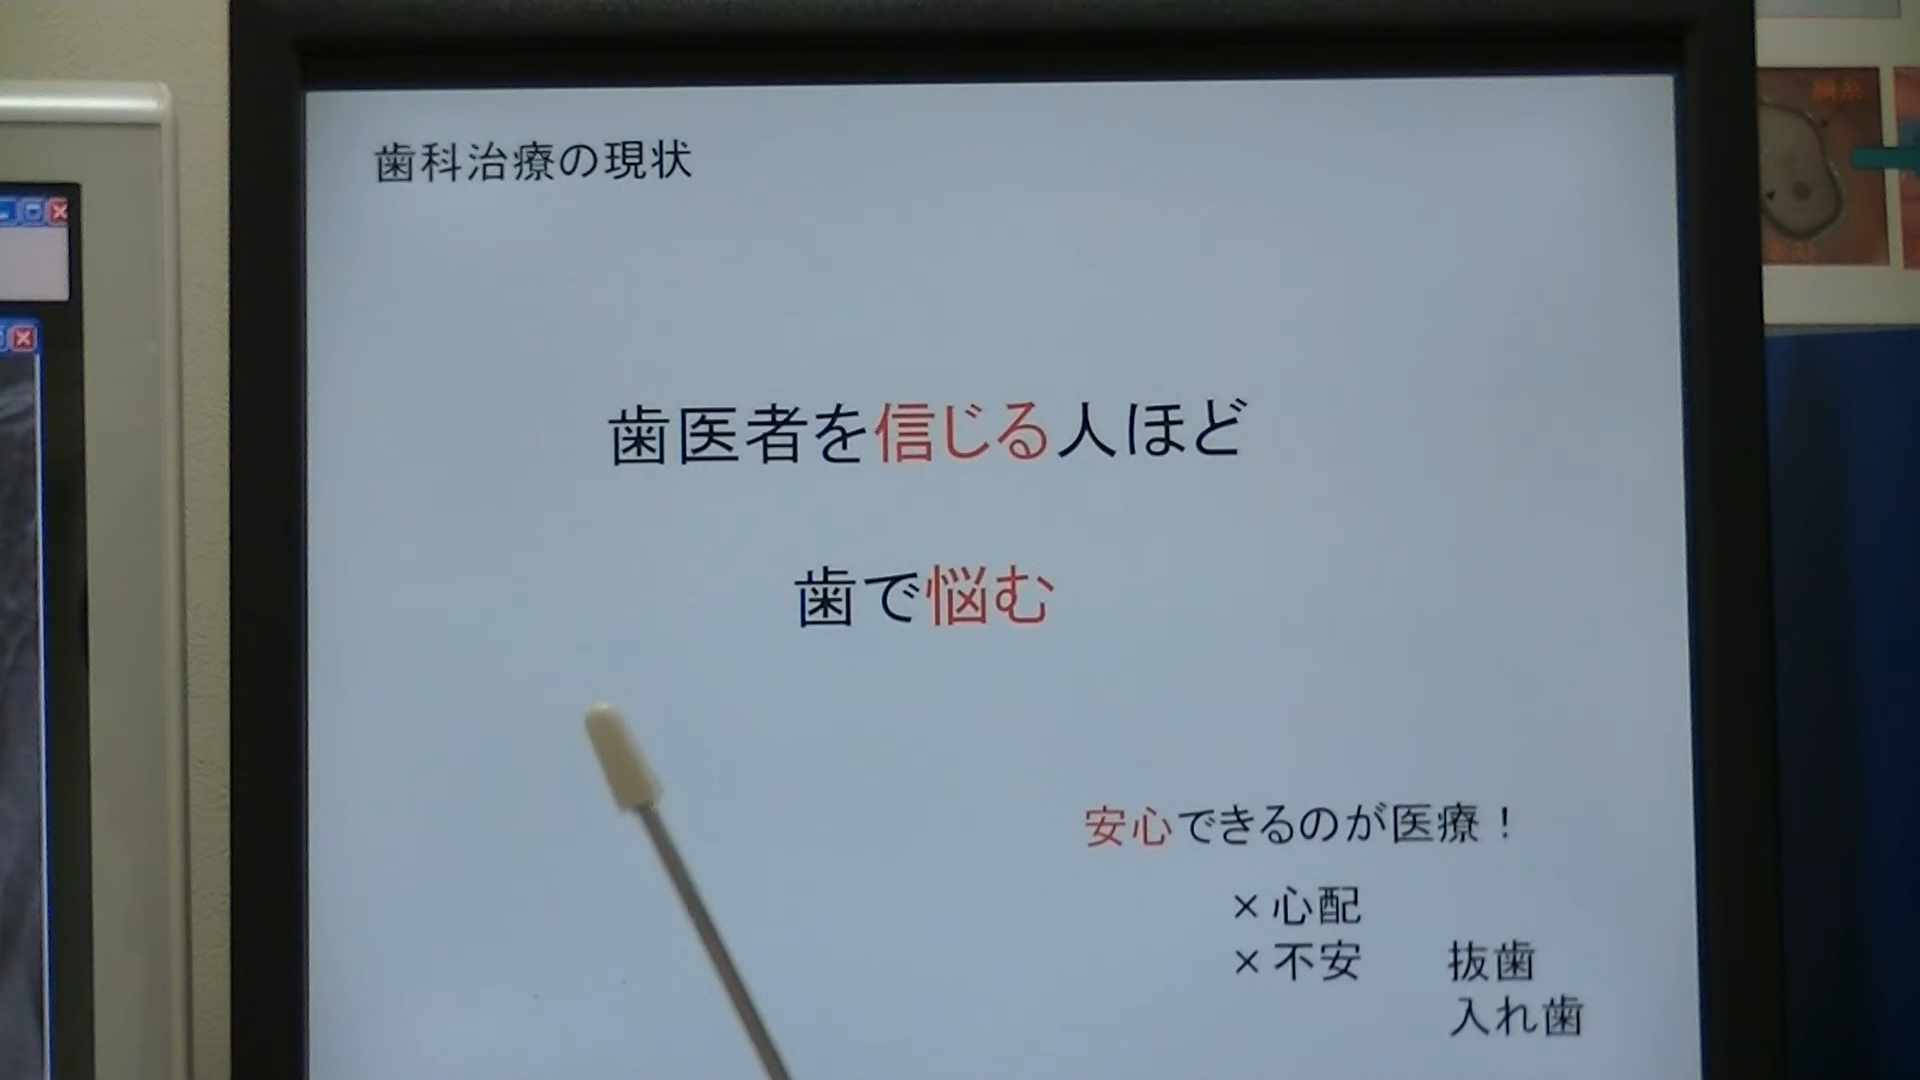 歯科治療の現状
歯医者を信じる人ほど
歯で悩む
安心できるのが医療！
×心配
×不安 抜歯
入れ歯